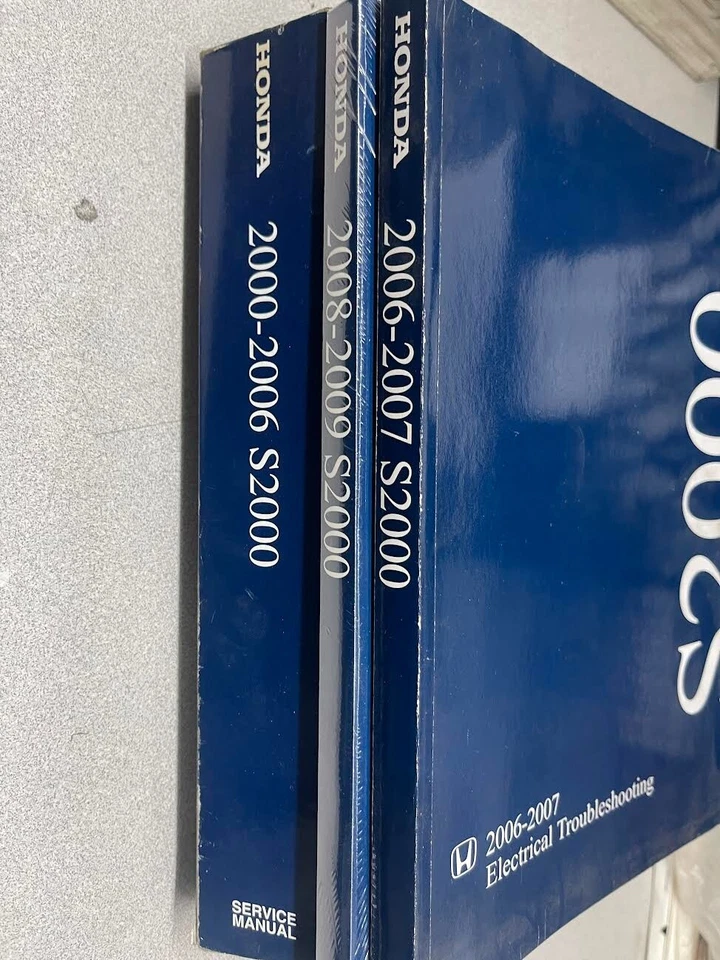 HONDA
2000-2006 S2000
SERVICE
MANUAL
HONDA
2008-2009 S2000
HONDA
2006-2007 S2000
S2000
2006-2007
Electrical Troubleshooting